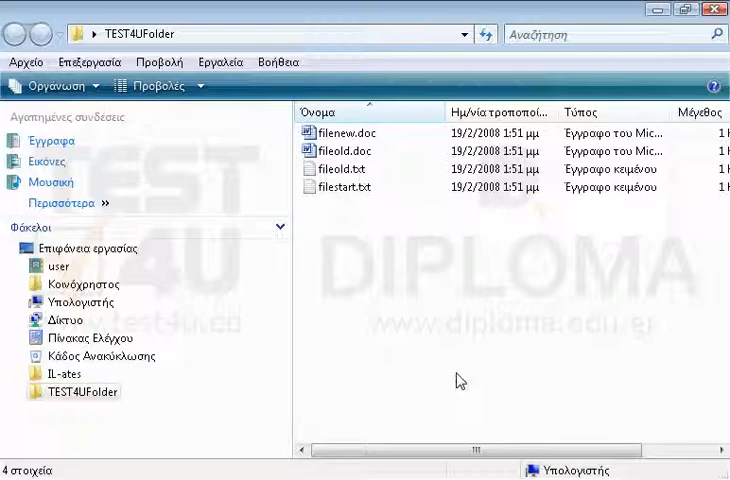 TEST4UFolder
Αναζήτηση
Αρχείο Επεξεργασία Προβολή Εργαλεία Βοήθεια
Οργάνωση Προβολές
Αγαπημένες συνδέσεις
Έγγραφα
Εικόνες
Μουσική
Περισσότερα »
Φάκελοι
Επιφάνεια εργασίας
user
Κοινόχρηστος
Υπολογιστής
Δίκτυο
Πίνακας Ελέγχου
Κάδος Ανακύκλωσης
IL-ates
TEST4UFolder
Όνομα Ημ/νία τροποποί... Τύπος Μέγεθος
filenew.doc 19/2/2008 1:51 μμ Έγγραφο του Mic... 1
fileold.doc 19/2/2008 1:51 μμ Έγγραφο του Mic... 1
fileold.txt 19/2/2008 1:51 μμ Έγγραφο κειμένου 1
filestart.txt 19/2/2008 1:51 μμ Έγγραφο κειμένου 1
TEST
4U
www.test4u.co
DIPLOMA
www.diploma.edu.gr
4 στοιχεία Υπολογιστής